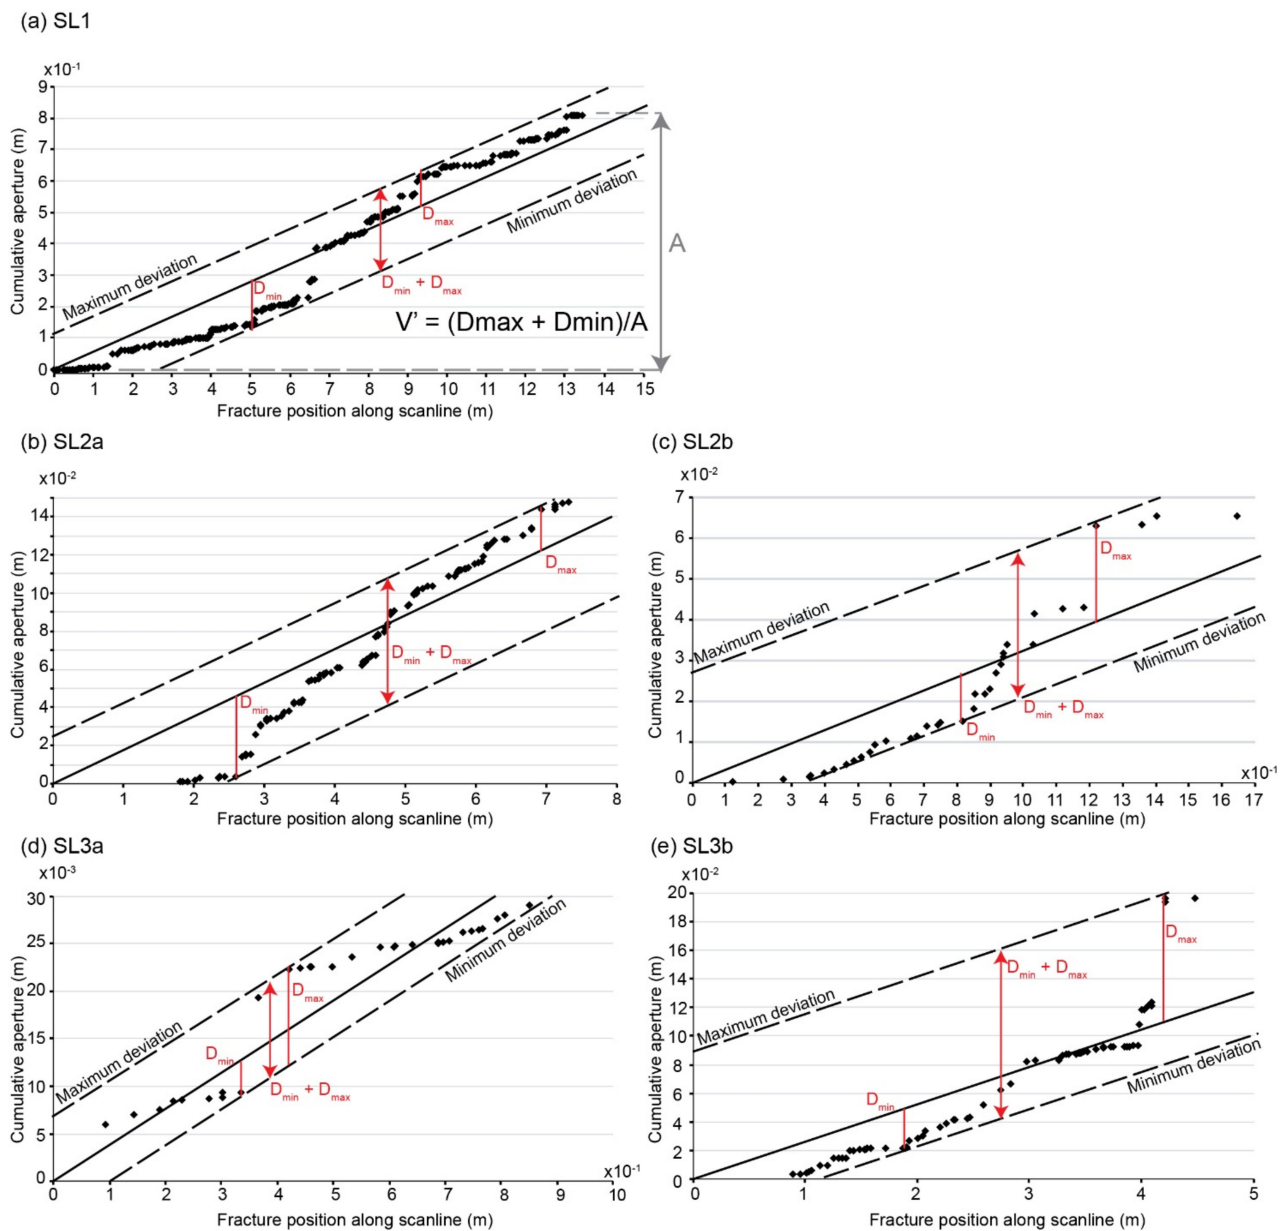 (a) SL1
x10⁻¹
Cumulative aperture (m)
9
8
7
6
5
4
3
2
1
0
Maximum deviation
Minimum deviation
D_min
D_max
D_min + D_max
V' = (Dmax + Dmin)/A
A
0 1 2 3 4 5 6 7 8 9 10 11 12 13 14 15
Fracture position along scanline (m)
(b) SL2a
x10⁻²
Cumulative aperture (m)
14
12
10
8
6
4
2
0
D_min
D_min + D_max
D_max
0 1 2 3 4 5 6 7 8
Fracture position along scanline (m)
(c) SL2b
x10⁻²
Cumulative aperture (m)
7
6
5
4
3
2
1
0
Maximum deviation
Minimum deviation
D_max
D_min + D_max
D_min
x10⁻¹
0 1 2 3 4 5 6 7 8 9 10 11 12 13 14 15 16 17
Fracture position along scanline (m)
(d) SL3a
x10⁻³
Cumulative aperture (m)
30
25
20
15
10
5
0
Maximum deviation
Minimum deviation
D_max
D_min
D_min + D_max
x10⁻¹
0 1 2 3 4 5 6 7 8 9 10
Fracture position along scanline (m)
(e) SL3b
x10⁻²
Cumulative aperture (m)
20
18
16
14
12
10
8
6
4
2
0
Maximum deviation
Minimum deviation
D_max
D_min + D_max
D_min
0 1 2 3 4 5
Fracture position along scanline (m)